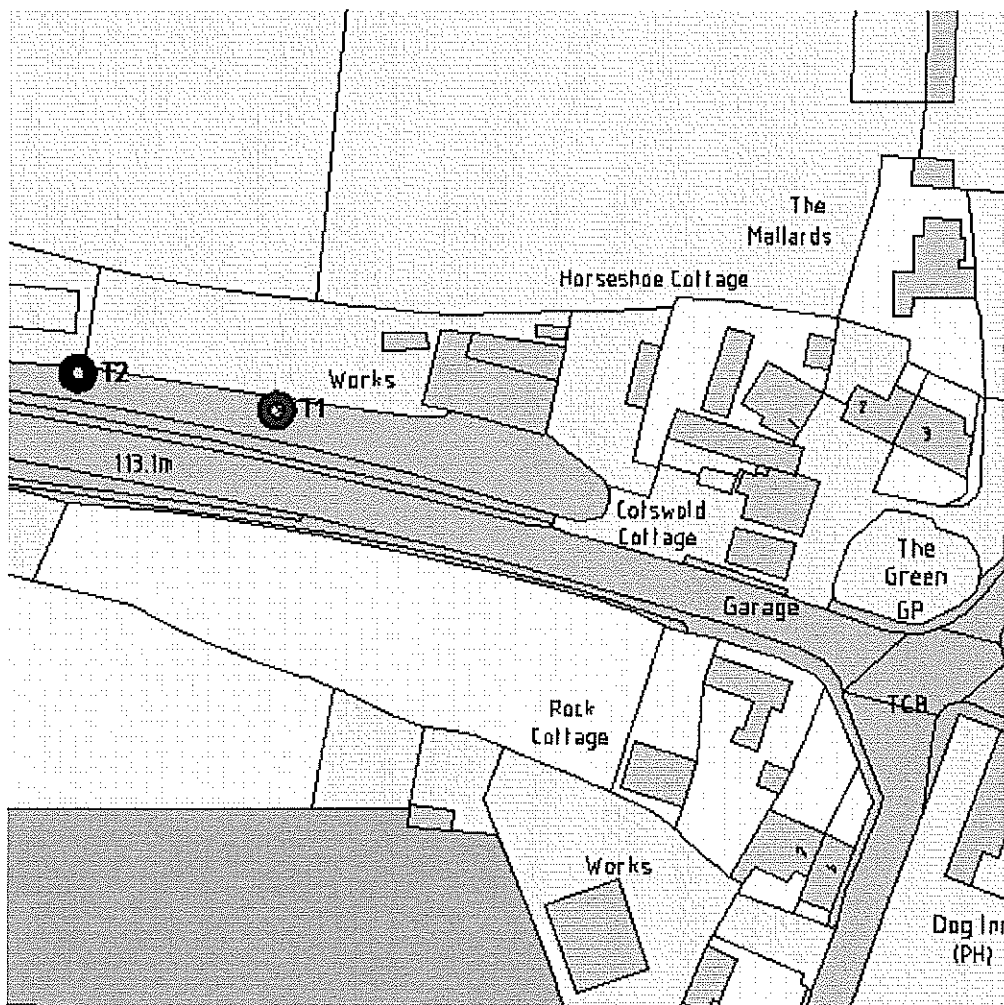 The
Mallards
Horseshoe Cottage
T2
T1
Works
2
3
1
113.1m
Cotswold
Cottage
The
Green
GP
Garage
TCB
Rock
Cottage
Works
Dog Inn
(PH)